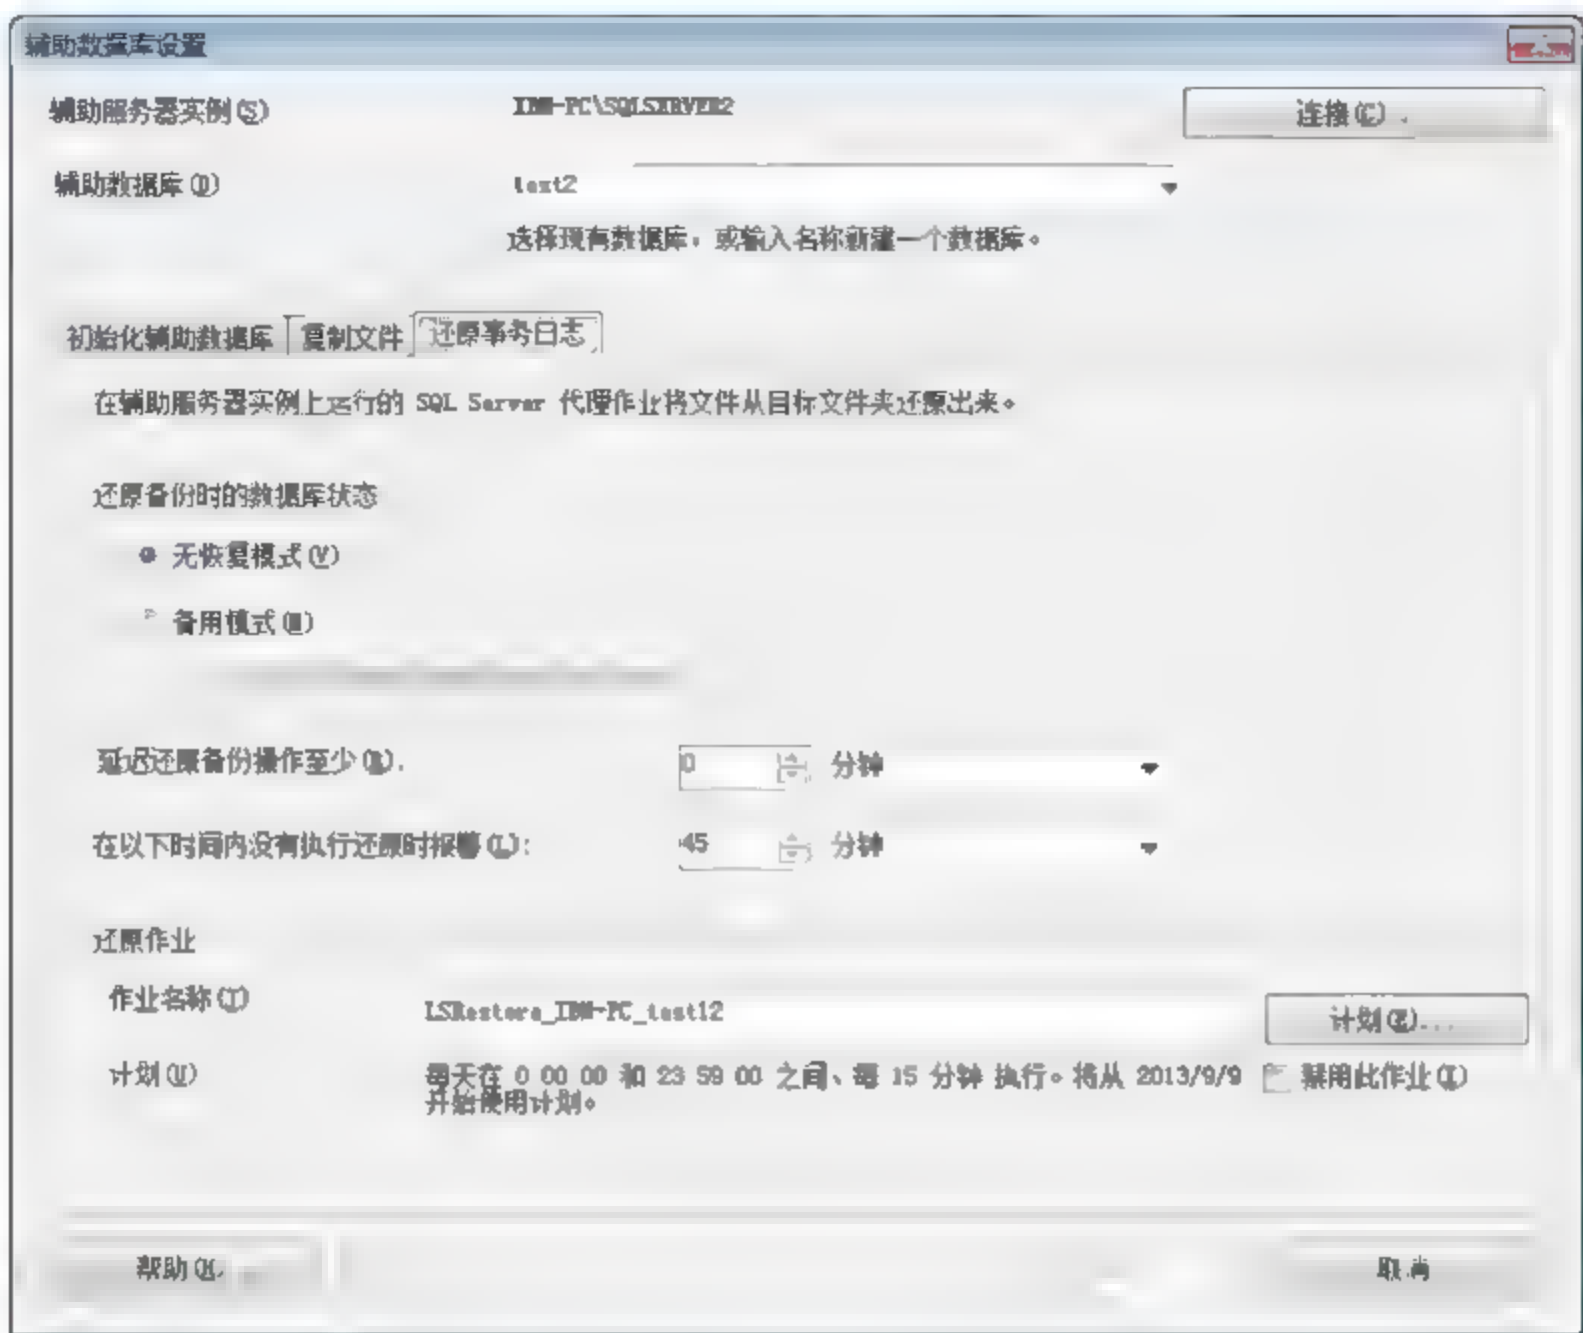 辅助数据库设置
辅助服务器实例(S)
IBM-PC\SQLSERVER2
连接(C)
辅助数据库(D)
test2
选择现有数据库，或输入名称新建一个数据库。
初始化辅助数据库 复制文件 还原事务日志
在辅助服务器实例上运行的 SQL Server 代理作业将文件从目标文件夹还原出来。
还原备份时的数据库状态
无恢复模式(V)
备用模式
延迟还原备份操作至少
0 分钟
在以下时间内没有执行还原时报警(L):
45 分钟
还原作业
作业名称(T)
LSRestore_IBM-PC_test12
计划...
计划(U)
每天在 0 00 00 和 23 59 00 之间、每 15 分钟 执行。将从 2013/9/9
开始使用计划。
禁用此作业
帮助
取消